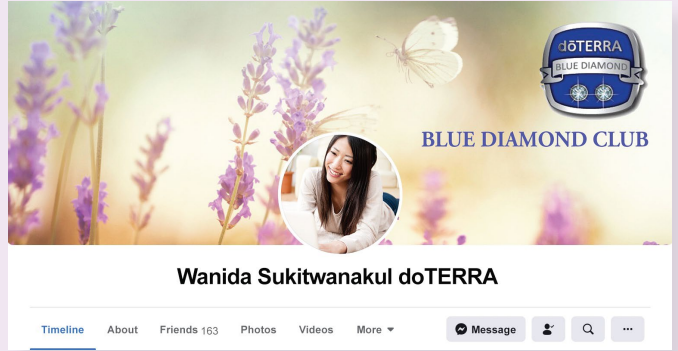 dōTERRA
BLUE DIAMOND
BLUE DIAMOND CLUB
Wanida Sukitwanakul doTERRA
Timeline About Friends 163 Photos Videos More Message